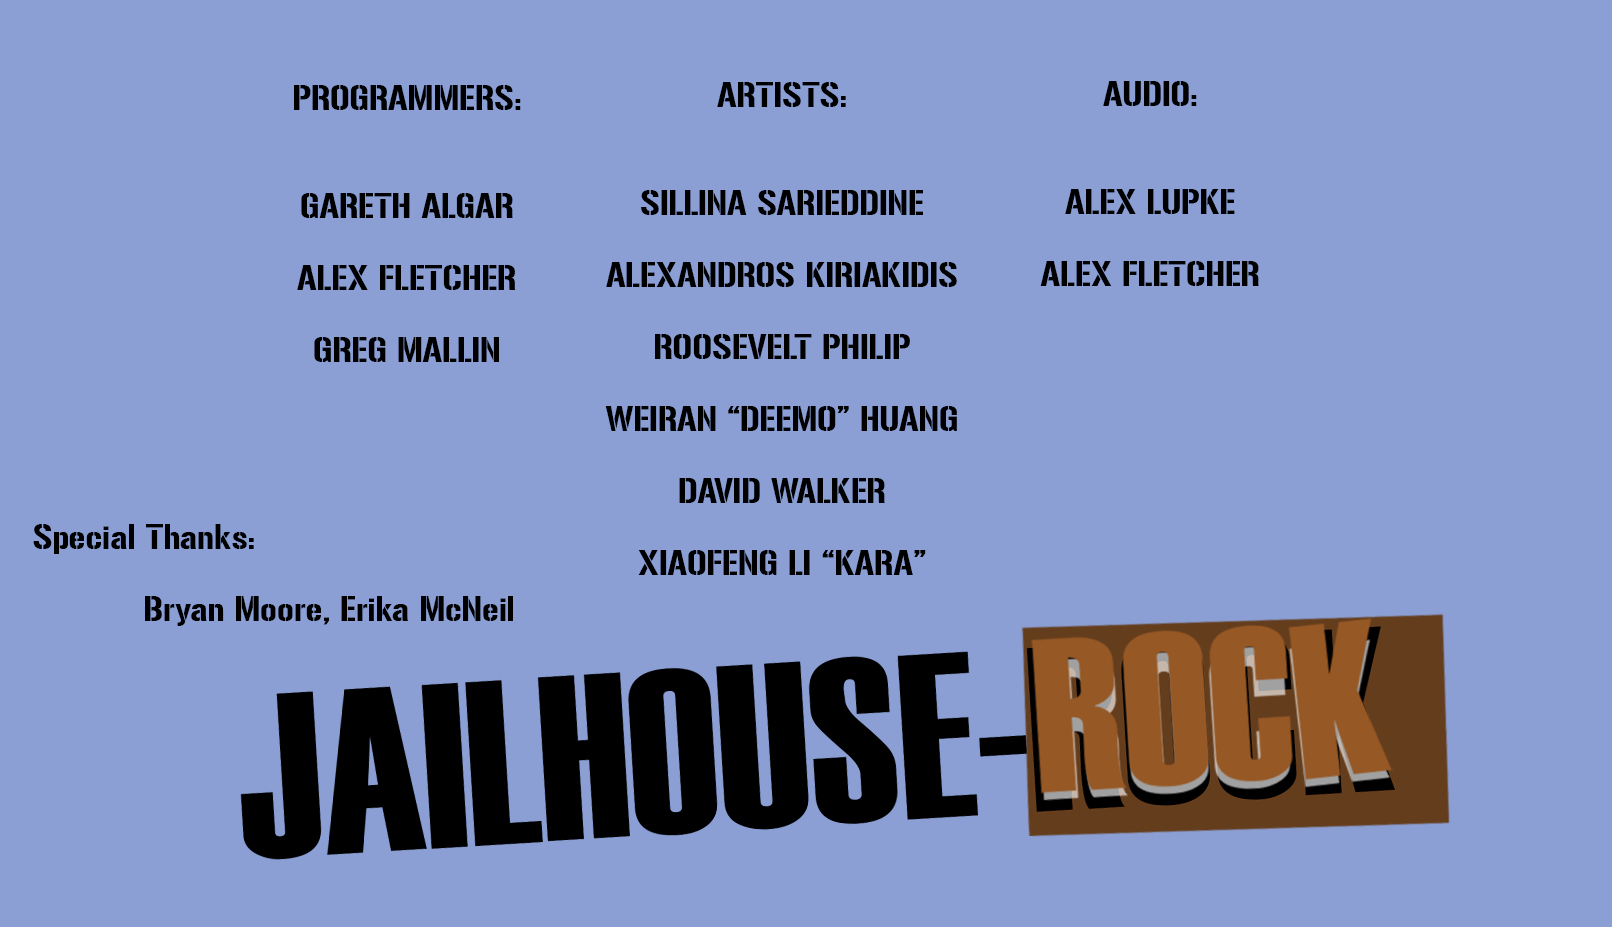 PROGRAMMERS:
GARETH ALGAR
ALEX FLETCHER
GREG MALLIN
ARTISTS:
SILLINA SARIEDDINE
ALEXANDROS KIRIAKIDIS
ROOSEVELT PHILIP
WEIRAN “DEEMO” HUANG
DAVID WALKER
XIAOFENG LI “KARA”
AUDIO:
ALEX LUPKE
ALEX FLETCHER
Special Thanks:
Bryan Moore, Erika McNeil
JAILHOUSE-ROCK